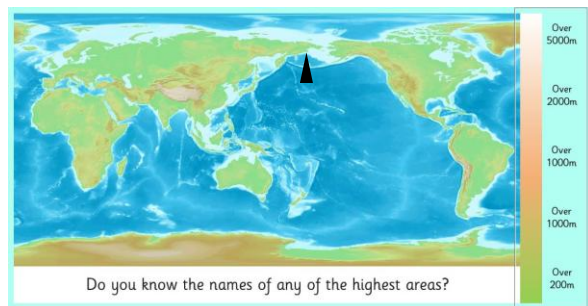 Over
5000m
Over
2000m
Over
1000m
Over
1000m
Over
200m
Do you know the names of any of the highest areas?